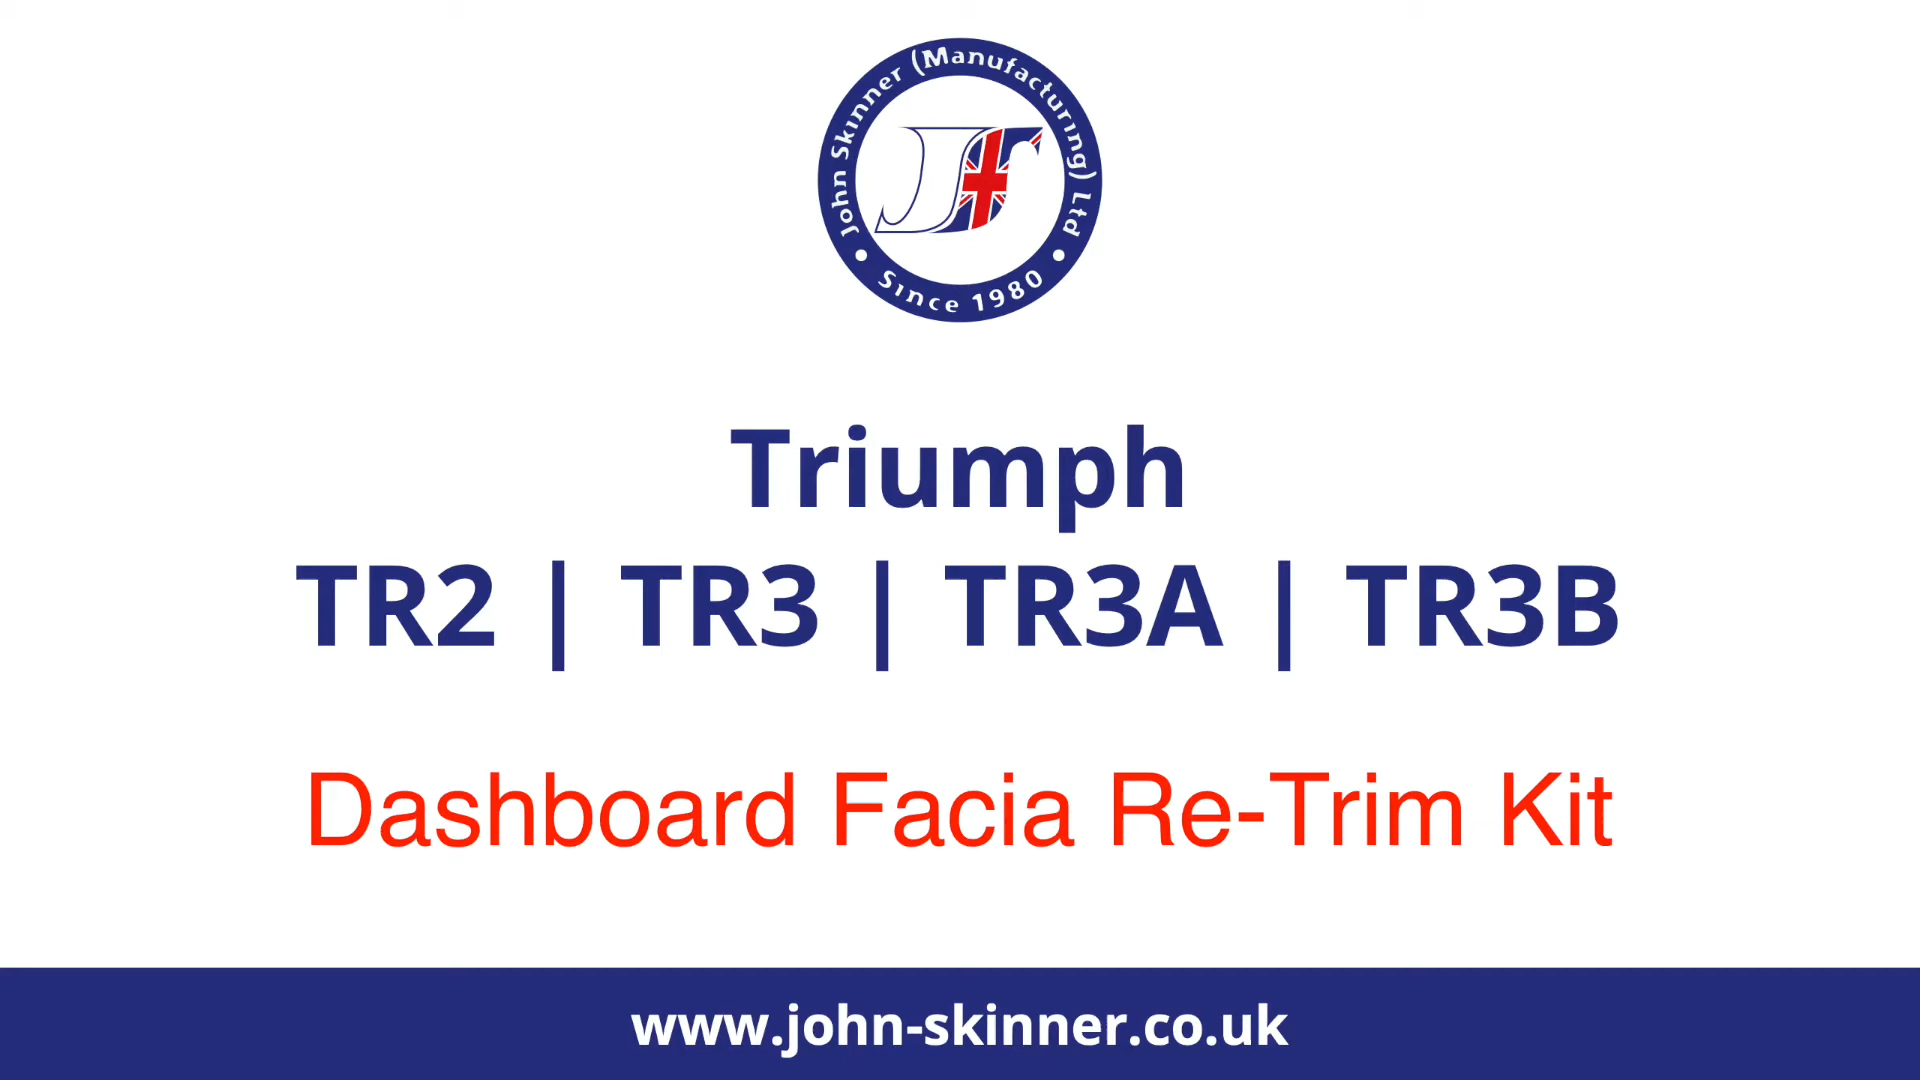 John Skinner (Manufacturing) Ltd
• Since 1980 •
JS
Triumph
TR2 | TR3 | TR3A | TR3B
Dashboard Facia Re-Trim Kit
www.john-skinner.co.uk